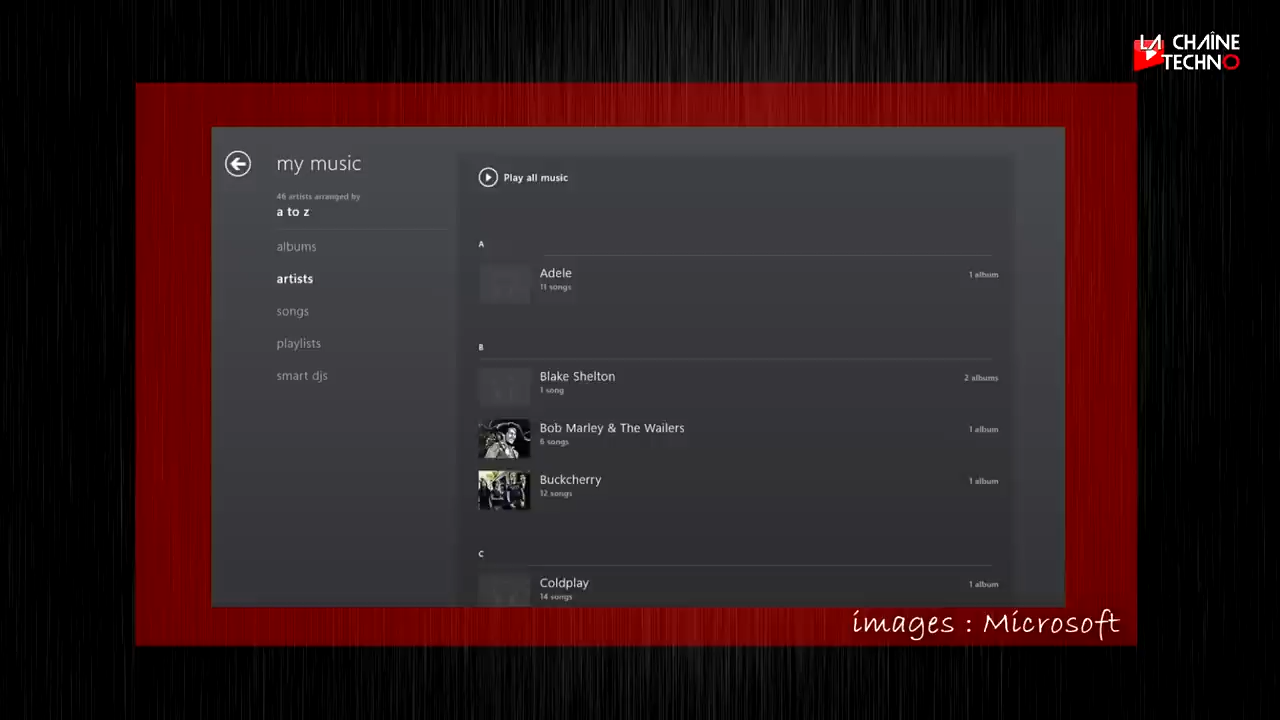 LA CHAÎNE
TECHNO
my music
46 artists arranged by
a to z
albums
artists
songs
playlists
smart djs
Play all music
A
Adele
1 album
11 songs
B
Blake Shelton
2 albums
1 song
Bob Marley & The Wailers
1 album
6 songs
Buckcherry
1 album
12 songs
C
Coldplay
1 album
14 songs
images : Microsoft